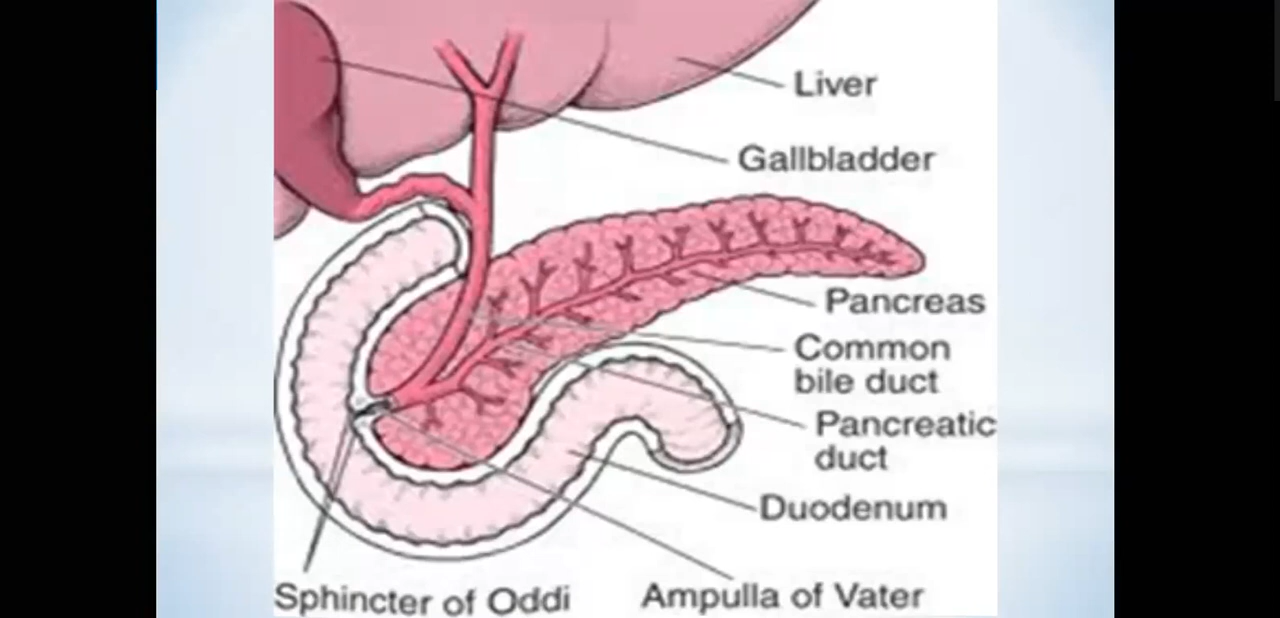 Liver
Gallbladder
Pancreas
Common
bile duct
Pancreatic
duct
Duodenum
Sphincter of Oddi
Ampulla of Vater